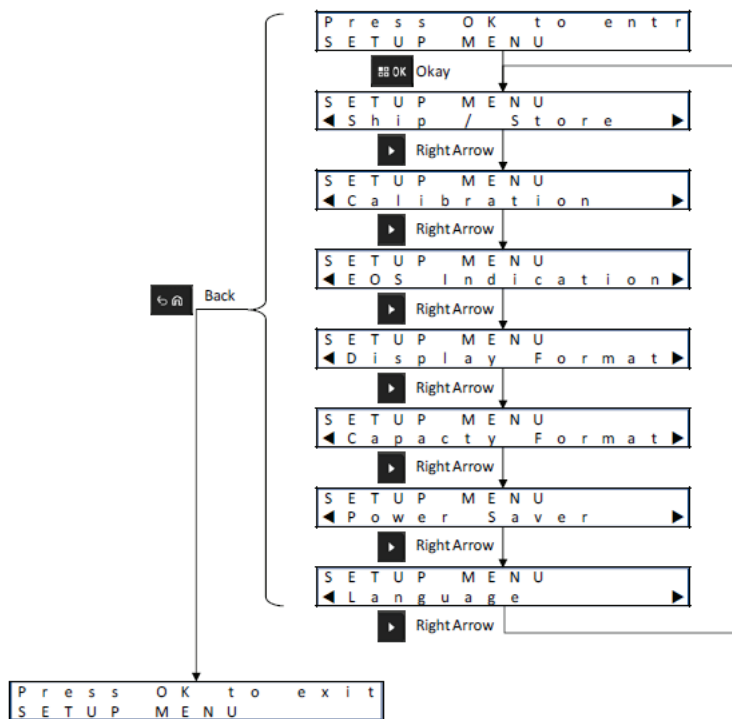 Press OK to entr
SETUP MENU
OK Okay
SETUP MENU
◀Ship / Store▶
Right Arrow
SETUP MENU
◀Calibration▶
Right Arrow
SETUP MENU
◀EOS Indication▶
Back
Right Arrow
SETUP MENU
◀Display Format▶
Right Arrow
SETUP MENU
◀Capacty Format▶
Right Arrow
SETUP MENU
◀Power Saver▶
Right Arrow
SETUP MENU
◀Language▶
Right Arrow
Press OK to exit
SETUP MENU